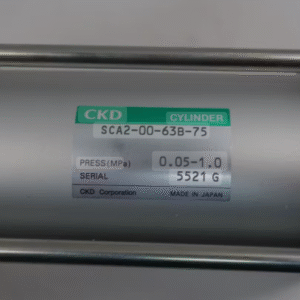 CKD CYLINDER
SCA2-00-63B-75
PRESS(MPa) 0.05-1.0
SERIAL 5521 G
CKD Corporation MADE IN JAPAN